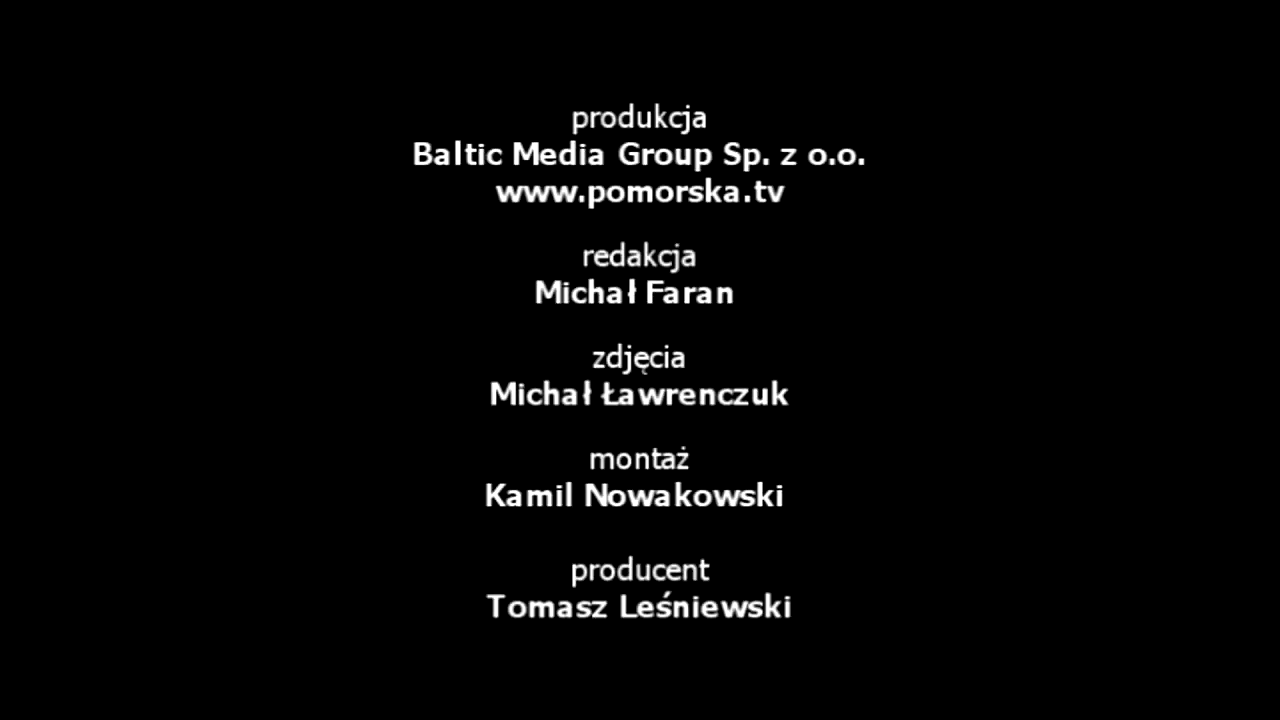 produkcja
Baltic Media Group Sp. z o.o.
www.pomorska.tv
redakcja
Michał Faran
zdjęcia
Michał Ławrenczuk
montaż
Kamil Nowakowski
producent
Tomasz Leśniewski